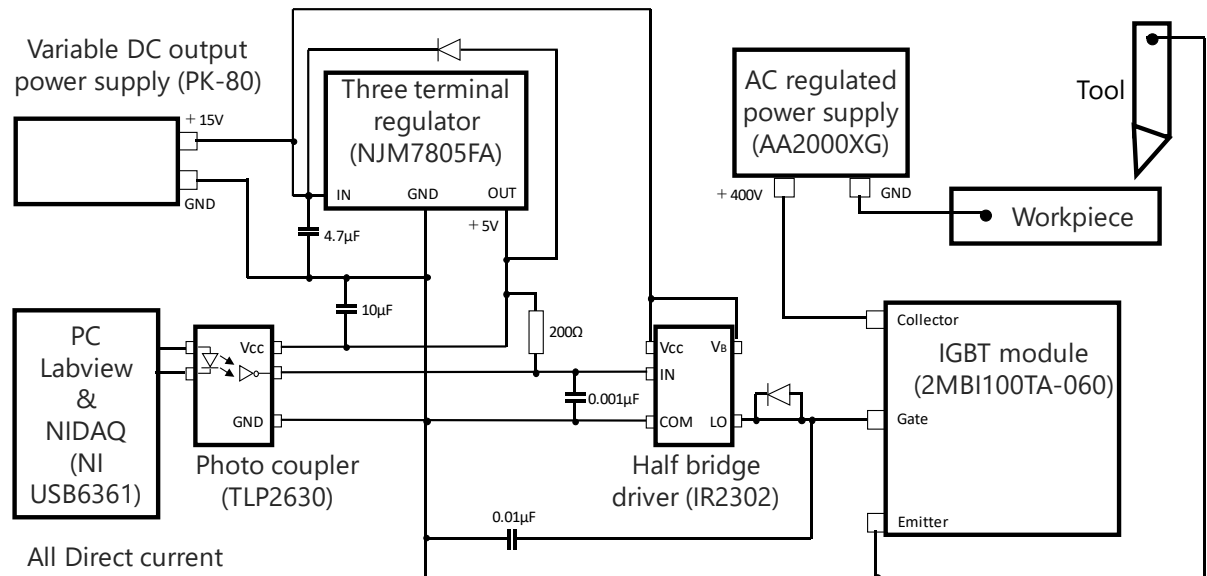 Variable DC output
power supply (PK-80)
＋15V
GND
Three terminal
regulator
(NJM7805FA)
IN
GND
OUT
＋5V
4.7μF
10μF
AC regulated
power supply
(AA2000XG)
＋400V
GND
Tool
Workpiece
PC
Labview
&
NIDAQ
(NI
USB6361)
Vcc
GND
Photo coupler
(TLP2630)
200Ω
0.001μF
Vcc
VB
IN
COM
LO
Half bridge
driver (IR2302)
Collector
IGBT module
(2MBI100TA-060)
Gate
Emitter
0.01μF
All Direct current